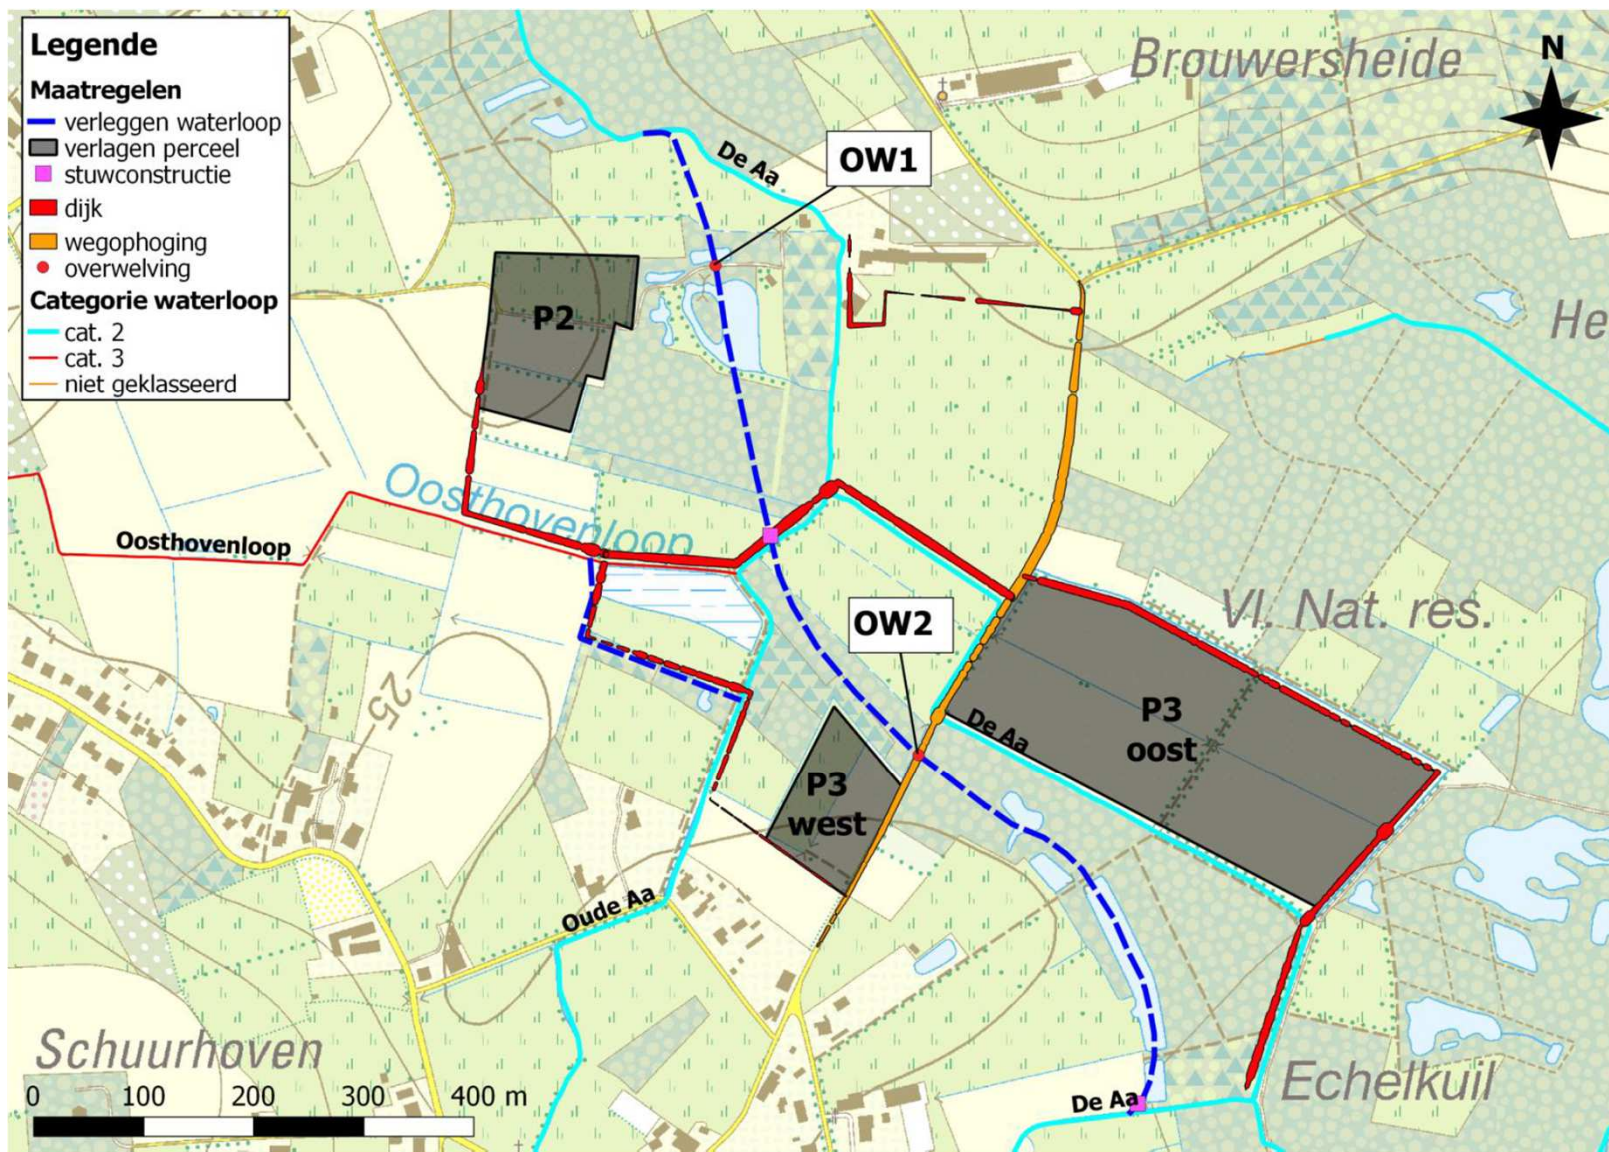 Legende
Maatregelen
verleggen waterloop
verlagen perceel
stuwconstructie
dijk
wegophoging
overwelving
Categorie waterloop
cat. 2
cat. 3
niet geklasseerd
Brouwersheide
N
De Aa
OW1
P2
He
Oosthovenloop
Oosthovenloop
OW2
Vl. Nat. res.
25
De Aa
P3
oost
P3
west
Oude Aa
Schuurhoven
Echelkuil
De Aa
0 100 200 300 400 m